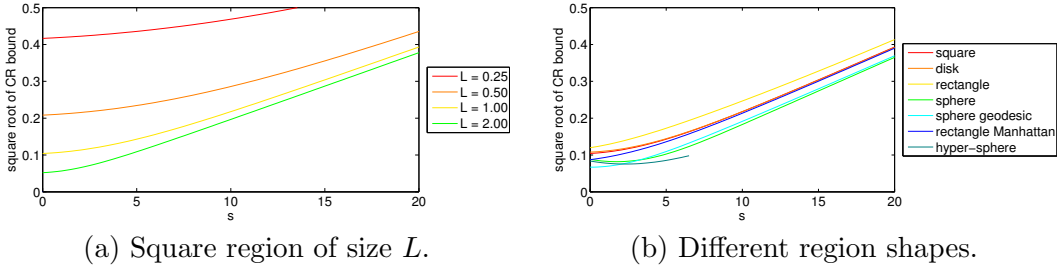 0.5
0.4
0.3
0.2
0.1
0
0 5 10 15 20
s
square root of CR bound
L = 0.25
L = 0.50
L = 1.00
L = 2.00
(a) Square region of size L.
0.5
0.4
0.3
0.2
0.1
0
0 5 10 15 20
s
square root of CR bound
square
disk
rectangle
sphere
sphere geodesic
rectangle Manhattan
hyper-sphere
(b) Different region shapes.